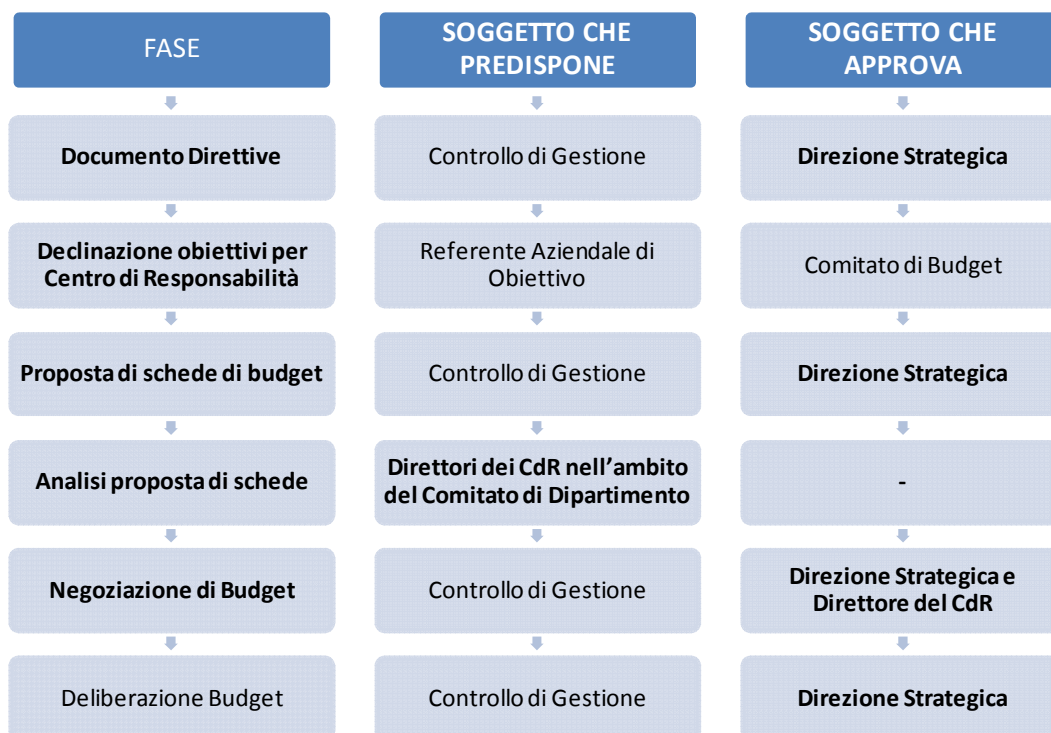 FASE
SOGGETTO CHE
PREDISPONE
SOGGETTO CHE
APPROVA
Documento Direttive
Controllo di Gestione
Direzione Strategica
Declinazione obiettivi per
Centro di Responsabilità
Referente Aziendale di
Obiettivo
Comitato di Budget
Proposta di schede di budget
Controllo di Gestione
Direzione Strategica
Analisi proposta di schede
Direttori dei CdR nell’ambito
del Comitato di Dipartimento
-
Negoziazione di Budget
Controllo di Gestione
Direzione Strategica e
Direttore del CdR
Deliberazione Budget
Controllo di Gestione
Direzione Strategica